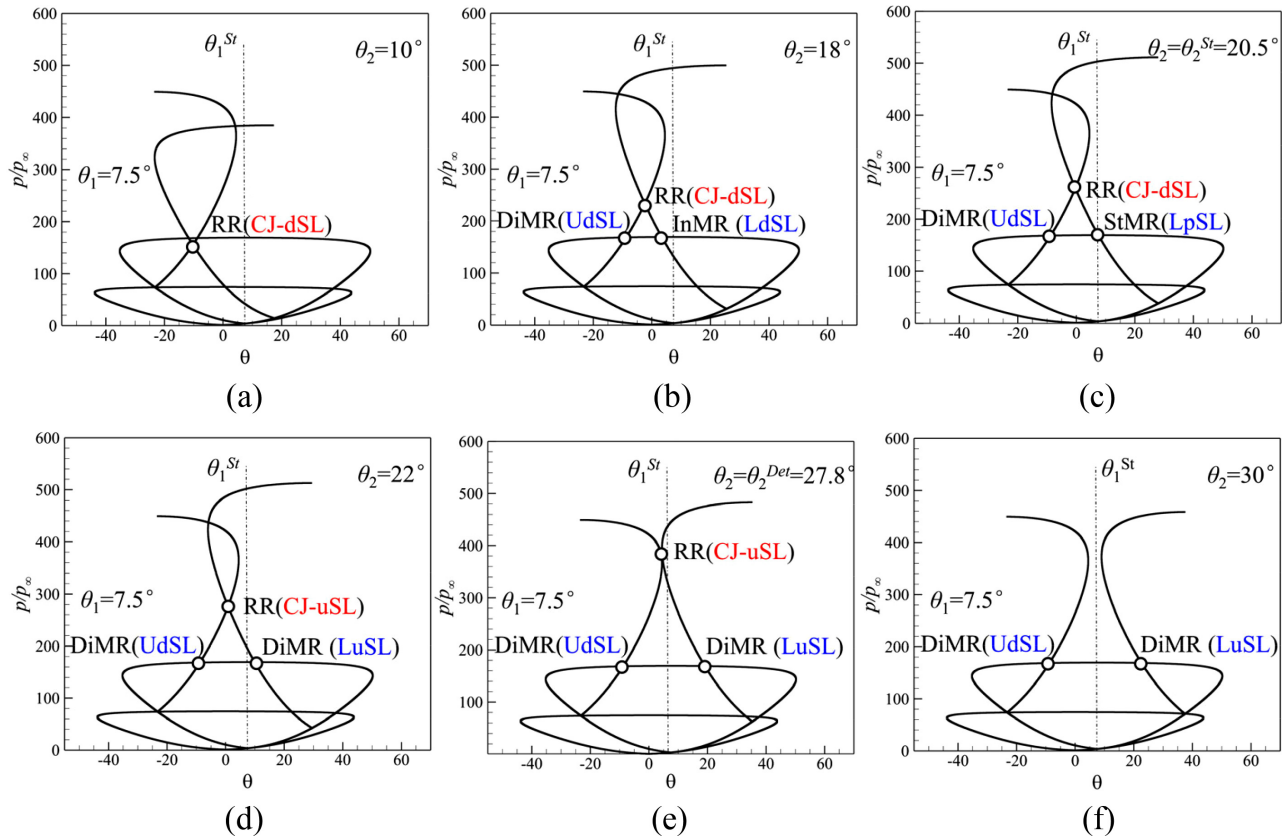 600
500
400
300
200
100
0
p/p∞
θ₁ˢᵗ
θ₂=10°
θ₁=7.5°
RR(CJ-dSL)
-40 -20 0 20 40 60
θ
(a)
600
500
400
300
200
100
0
p/p∞
θ₁ˢᵗ
θ₂=18°
θ₁=7.5°
RR(CJ-dSL)
DiMR(UdSL) InMR (LdSL)
-40 -20 0 20 40 60
θ
(b)
600
500
400
300
200
100
0
p/p∞
θ₁ˢᵗ
θ₂=θ₂ˢᵗ=20.5°
θ₁=7.5°
RR(CJ-dSL)
DiMR(UdSL) StMR(LpSL)
-40 -20 0 20 40 60
θ
(c)
600
500
400
300
200
100
0
p/p∞
θ₁ˢᵗ
θ₂=22°
θ₁=7.5°
RR(CJ-uSL)
DiMR(UdSL) DiMR (LuSL)
-40 -20 0 20 40 60
θ
(d)
600
500
400
300
200
100
p/p∞
θ₁ˢᵗ
θ₂=θ₂ᴰᵉᵗ=27.8°
RR(CJ-uSL)
θ₁=7.5°
DiMR(UdSL) DiMR (LuSL)
-40 -20 0 20 40 60
θ
(e)
600
500
400
300
200
100
0
p/p∞
θ₁ˢᵗ
θ₂=30°
θ₁=7.5°
DiMR(UdSL) DiMR (LuSL)
-40 -20 0 20 40 60
θ
(f)